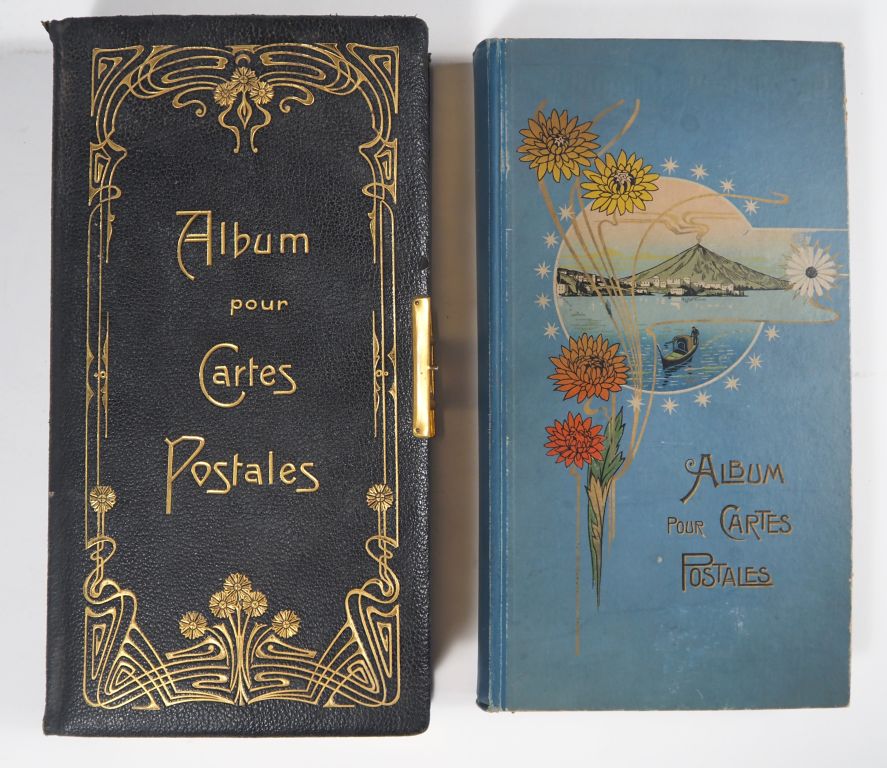 Album
pour
Cartes
Postales
ALBUM
POUR CARTES
POSTALES